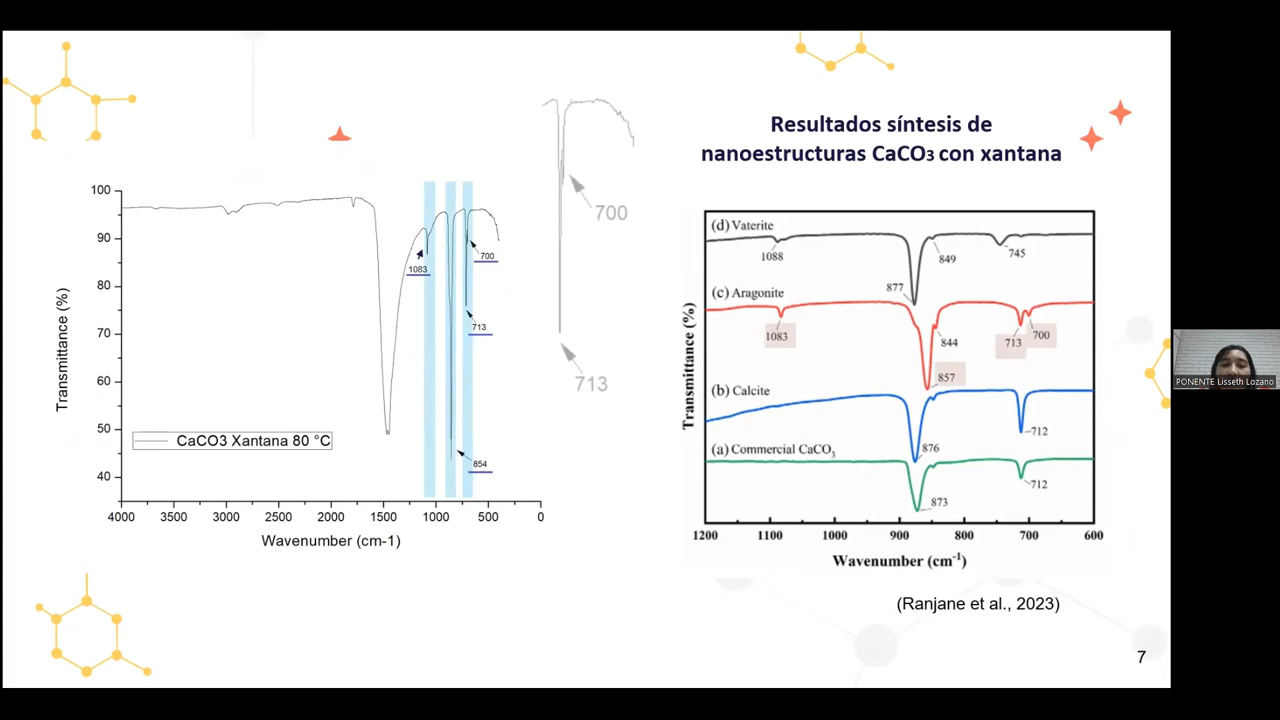 Resultados síntesis de
nanoestructuras CaCO3 con xantana
700
713
100
90
80
70
60
50
40
Transmittance (%)
1083
700
713
854
CaCO3 Xantana 80 °C
4000 3500 3000 2500 2000 1500 1000 500 0
Wavenumber (cm-1)
Transmittance (%)
(d) Vaterite
1088
877
849
745
(c) Aragonite
1083
844
857
713
700
(b) Calcite
876
712
(a) Commercial CaCO3
873
712
1200 1100 1000 900 800 700 600
Wavenumber (cm-1)
(Ranjane et al., 2023)
7
PONENTE Lisseth Lozano